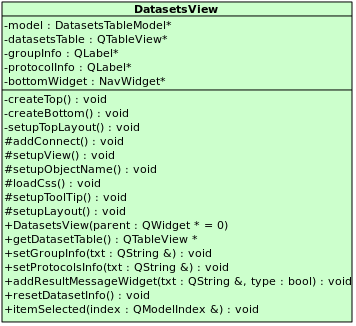 DatasetsView
-model : DatasetsTableModel*
-datasetsTable : QTableView*
-groupInfo : QLabel*
-protocolInfo : QLabel*
-bottomWidget : NavWidget*
-createTop() : void
-createBottom() : void
-setupTopLayout() : void
#addConnect() : void
#setupView() : void
#setupObjectName() : void
#loadCss() : void
#setupToolTip() : void
#setupLayout() : void
+DatasetsView(parent : QWidget * = 0)
+getDatasetTable() : QTableView *
+setGroupInfo(txt : QString &) : void
+setProtocolsInfo(txt : QString &) : void
+addResultMessageWidget(txt : QString &, type : bool) : void
+resetDatasetInfo() : void
+itemSelected(index : QModelIndex &) : void